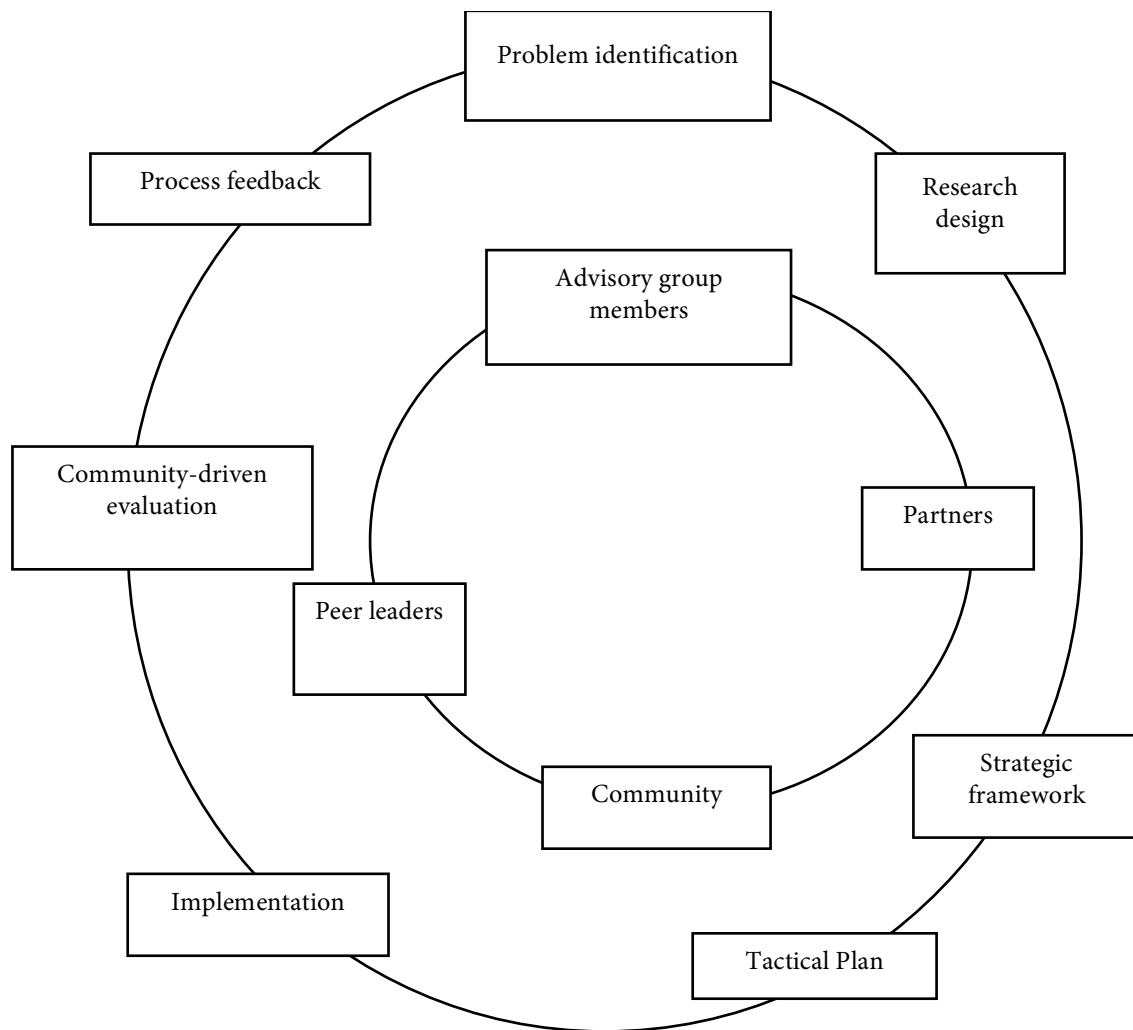 Problem identification
Process feedback
Research
design
Advisory group
members
Community-driven
evaluation
Partners
Peer leaders
Strategic
framework
Community
Implementation
Tactical Plan